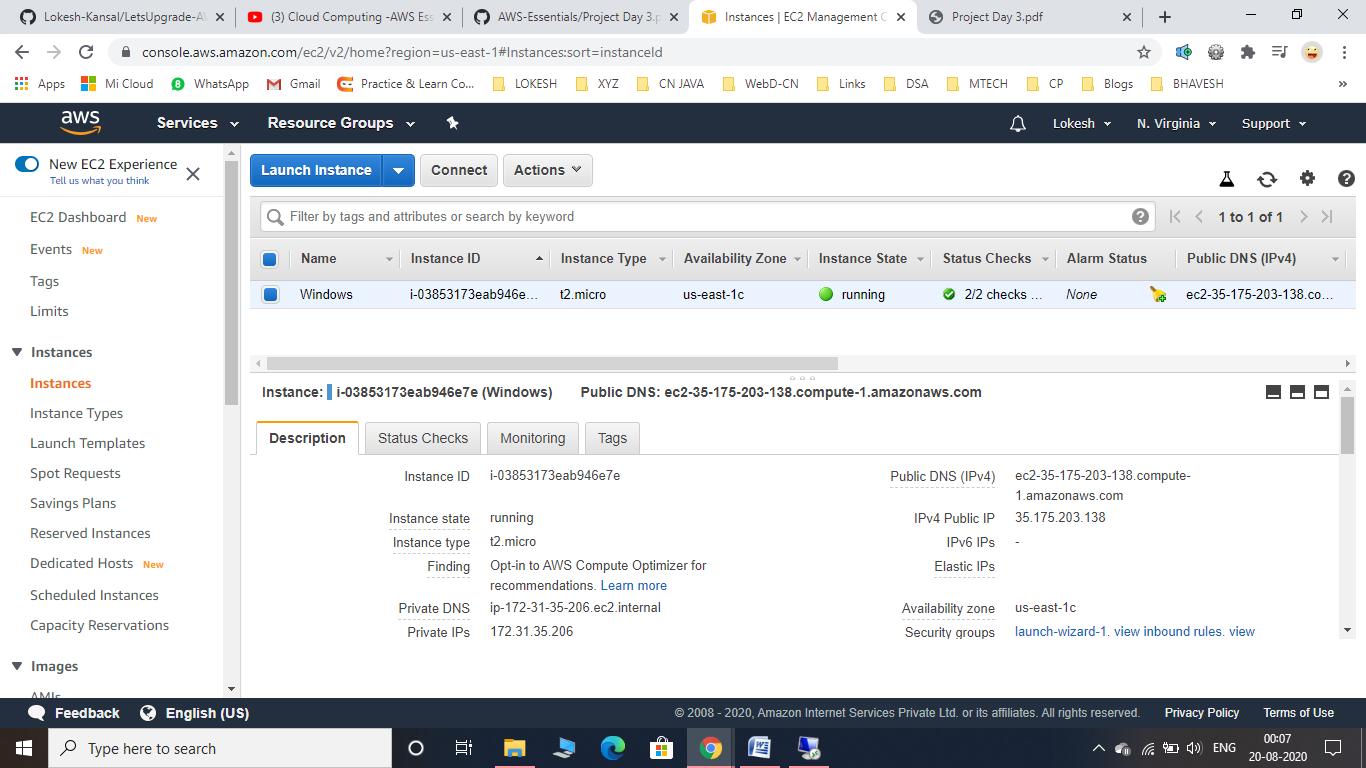 Lokesh-Kansal/LetsUpgrade-A
(3) Cloud Computing -AWS Ess
AWS-Essentials/Project Day 3.p
Instances | EC2 Management C
Project Day 3.pdf
console.aws.amazon.com/ec2/v2/home?region=us-east-1#Instances:sort=instanceId
Apps Mi Cloud WhatsApp Gmail Practice & Learn Co... LOKESH XYZ CN JAVA WebD-CN Links DSA MTECH CP Blogs BHAVESH
aws Services Resource Groups Lokesh N. Virginia Support
New EC2 Experience
Tell us what you think
EC2 Dashboard New
Events New
Tags
Limits
Instances
Instances
Instance Types
Launch Templates
Spot Requests
Savings Plans
Reserved Instances
Dedicated Hosts New
Scheduled Instances
Capacity Reservations
Images
AMIs
Launch Instance Connect Actions
Filter by tags and attributes or search by keyword
1 to 1 of 1
Name Instance ID Instance Type Availability Zone Instance State Status Checks Alarm Status Public DNS (IPv4)
Windows i-03853173eab946e... t2.micro us-east-1c running 2/2 checks ... None ec2-35-175-203-138.co...
Instance: i-03853173eab946e7e (Windows) Public DNS: ec2-35-175-203-138.compute-1.amazonaws.com
Description Status Checks Monitoring Tags
Instance ID i-03853173eab946e7e
Instance state running
Instance type t2.micro
Finding Opt-in to AWS Compute Optimizer for
recommendations. Learn more
Private DNS ip-172-31-35-206.ec2.internal
Private IPs 172.31.35.206
Public DNS (IPv4) ec2-35-175-203-138.compute-
1.amazonaws.com
IPv4 Public IP 35.175.203.138
IPv6 IPs -
Elastic IPs
Availability zone us-east-1c
Security groups launch-wizard-1. view inbound rules. view
Feedback English (US) © 2008 - 2020, Amazon Internet Services Private Ltd. or its affiliates. All rights reserved. Privacy Policy Terms of Use
Type here to search
ENG
00:07
20-08-2020